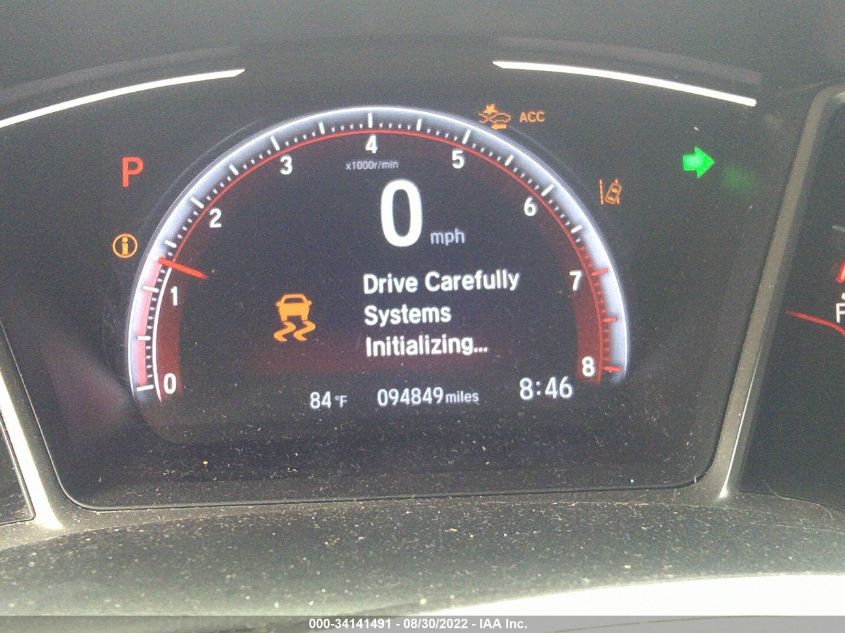 ACC
P
4
x1000r/min
3
5
2
6
1
7
0
8
0 mph
Drive Carefully
Systems
Initializing...
84°F 094849 miles 8:46
F
000-34141491 - 08/30/2022 - IAA Inc.